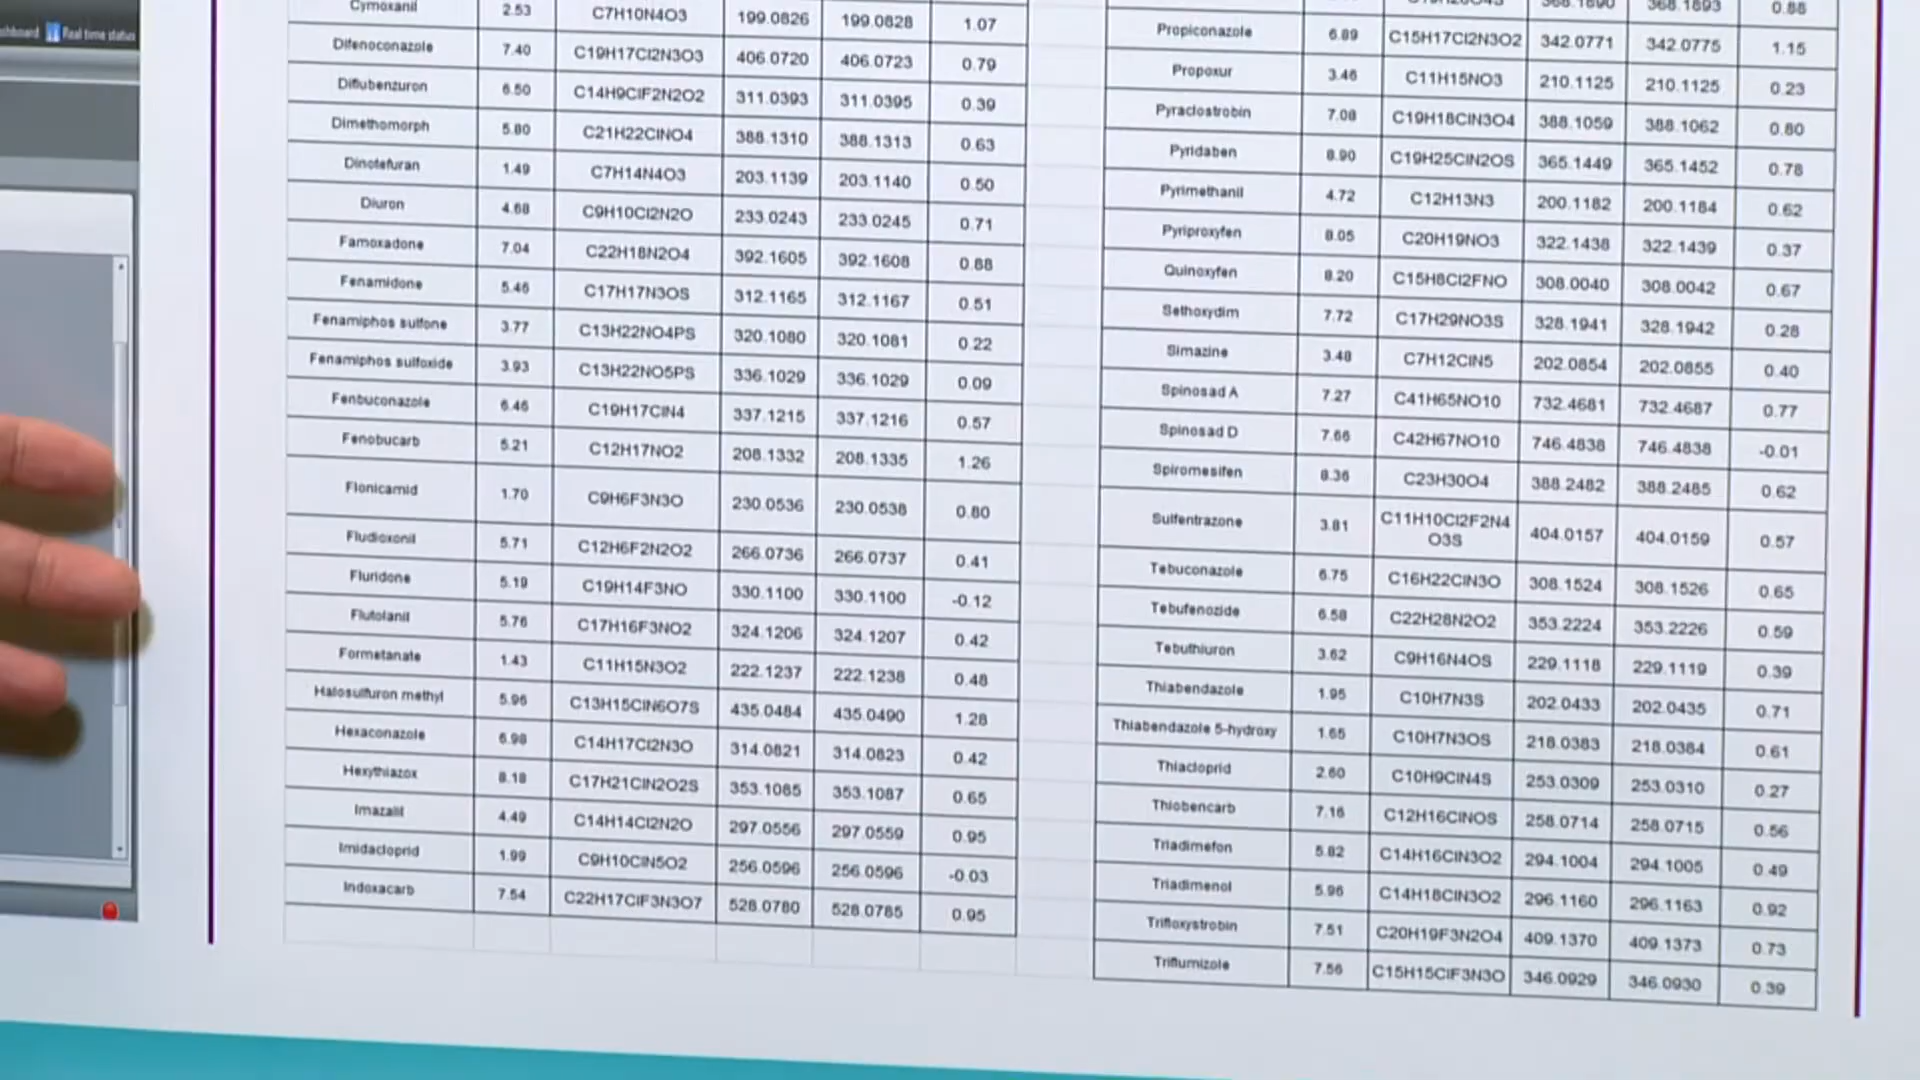 Real time status
Cymoxanil 2.53 C7H10N4O3 199.0826 199.0828 1.07
Difenoconazole 7.40 C19H17Cl2N3O3 406.0720 406.0723 0.79
Diflubenzuron 6.50 C14H9ClF2N2O2 311.0393 311.0395 0.39
Dimethomorph 5.80 C21H22ClNO4 388.1310 388.1313 0.63
Dinotefuran 1.49 C7H14N4O3 203.1139 203.1140 0.50
Diuron 4.68 C9H10Cl2N2O 233.0243 233.0245 0.71
Famoxadone 7.04 C22H18N2O4 392.1605 392.1608 0.88
Fenamidone 5.46 C17H17N3OS 312.1165 312.1167 0.51
Fenamiphos sulfone 3.77 C13H22NO4PS 320.1080 320.1081 0.22
Fenamiphos sulfoxide 3.93 C13H22NO5PS 336.1029 336.1029 0.09
Fenbuconazole 6.46 C19H17ClN4 337.1215 337.1216 0.57
Fenobucarb 5.21 C12H17NO2 208.1332 208.1335 1.26
Flonicamid 1.70 C9H6F3N3O 230.0536 230.0538 0.80
Fludioxonil 5.71 C12H6F2N2O2 266.0736 266.0737 0.41
Fluridone 5.19 C19H14F3NO 330.1100 330.1100 -0.12
Flutolanil 5.76 C17H16F3NO2 324.1206 324.1207 0.42
Formetanate 1.43 C11H15N3O2 222.1237 222.1238 0.48
Halosulfuron methyl 5.96 C13H15ClN6O7S 435.0484 435.0490 1.28
Hexaconazole 6.98 C14H17Cl2N3O 314.0821 314.0823 0.42
Hexythiazox 8.18 C17H21ClN2O2S 353.1085 353.1087 0.65
Imazalil 4.49 C14H14Cl2N2O 297.0556 297.0559 0.95
Imidacloprid 1.99 C9H10ClN5O2 256.0596 256.0596 -0.03
Indoxacarb 7.54 C22H17ClF3N3O7 528.0780 528.0785 0.95
368.1893 0.88
Propiconazole 6.89 C15H17Cl2N3O2 342.0771 342.0775 1.15
Propoxur 3.46 C11H15NO3 210.1125 210.1125 0.23
Pyraclostrobin 7.08 C19H18ClN3O4 388.1059 388.1062 0.80
Pyridaben 8.90 C19H25ClN2OS 365.1449 365.1452 0.78
Pyrimethanil 4.72 C12H13N3 200.1182 200.1184 0.62
Pyriproxyfen 8.05 C20H19NO3 322.1438 322.1439 0.37
Quinoxyfen 8.20 C15H8Cl2FNO 308.0040 308.0042 0.67
Sethoxydim 7.72 C17H29NO3S 328.1941 328.1942 0.28
Simazine 3.48 C7H12ClN5 202.0854 202.0855 0.40
Spinosad A 7.27 C41H65NO10 732.4681 732.4687 0.77
Spinosad D 7.66 C42H67NO10 746.4838 746.4838 -0.01
Spiromesifen 8.36 C23H30O4 388.2482 388.2485 0.62
Sulfentrazone 3.81 C11H10Cl2F2N4 404.0157 404.0159 0.57
O3S
Tebuconazole 6.75 C16H22ClN3O 308.1524 308.1526 0.65
Tebufenozide 6.58 C22H28N2O2 353.2224 353.2226 0.59
Tebuthiuron 3.62 C9H16N4OS 229.1118 229.1119 0.39
Thiabendazole 1.95 C10H7N3S 202.0433 202.0435 0.71
Thiabendazole 5-hydroxy 1.65 C10H7N3OS 218.0383 218.0384 0.61
Thiacloprid 2.60 C10H9ClN4S 253.0309 253.0310 0.27
Thiobencarb 7.16 C12H16ClNOS 258.0714 258.0715 0.56
Triadimefon 5.82 C14H16ClN3O2 294.1004 294.1005 0.49
Triadimenol 5.96 C14H18ClN3O2 296.1160 296.1163 0.92
Trifloxystrobin 7.51 C20H19F3N2O4 409.1370 409.1373 0.73
Triflumizole 7.56 C15H15ClF3N3O 346.0929 346.0930 0.39